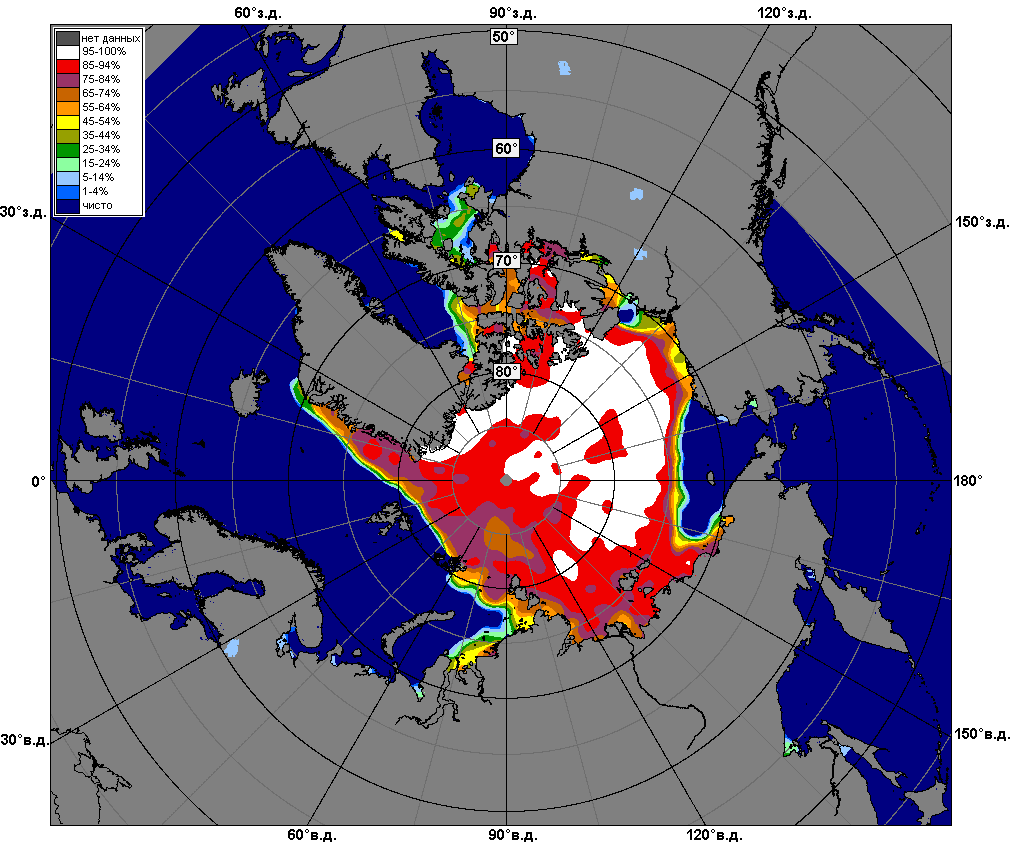 60°з.д.
90°з.д.
120°з.д.
50°
нет данных
95-100%
85-94%
75-84%
65-74%
55-64%
45-54%
35-44%
25-34%
15-24%
5-14%
1-4%
чисто
60°
30°з.д.
150°з.д.
70°
80°
0°
180°
30°в.д.
150°в.д.
60°в.д.
90°в.д.
120°в.д.